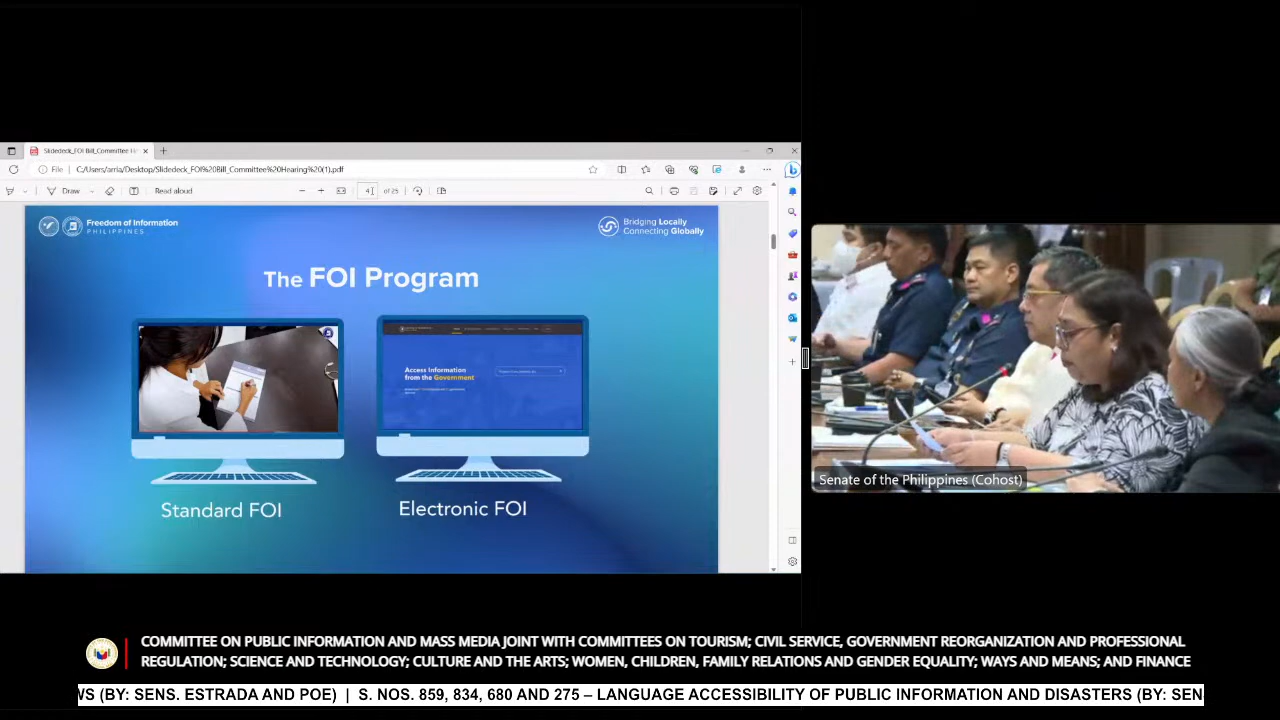 Slidedeck_FOI Bill_Committee He
File
C:/Users/arria/Desktop/Slidedeck_FOI%20Bill_Committee%20Hearing%20(1).pdf
Draw
Read aloud
4
of 25
Freedom of Information
PHILIPPINES
Bridging Locally
Connecting Globally
The FOI Program
Access Information
from the Government
Standard FOI
Electronic FOI
Senate of the Philippines (Cohost)
COMMITTEE ON PUBLIC INFORMATION AND MASS MEDIA JOINT WITH COMMITTEES ON TOURISM; CIVIL SERVICE, GOVERNMENT REORGANIZATION AND PROFESSIONAL
REGULATION; SCIENCE AND TECHNOLOGY; CULTURE AND THE ARTS; WOMEN, CHILDREN, FAMILY RELATIONS AND GENDER EQUALITY; WAYS AND MEANS; AND FINANCE
WS (BY: SENS. ESTRADA AND POE) | S. NOS. 859, 834, 680 AND 275 – LANGUAGE ACCESSIBILITY OF PUBLIC INFORMATION AND DISASTERS (BY: SEN